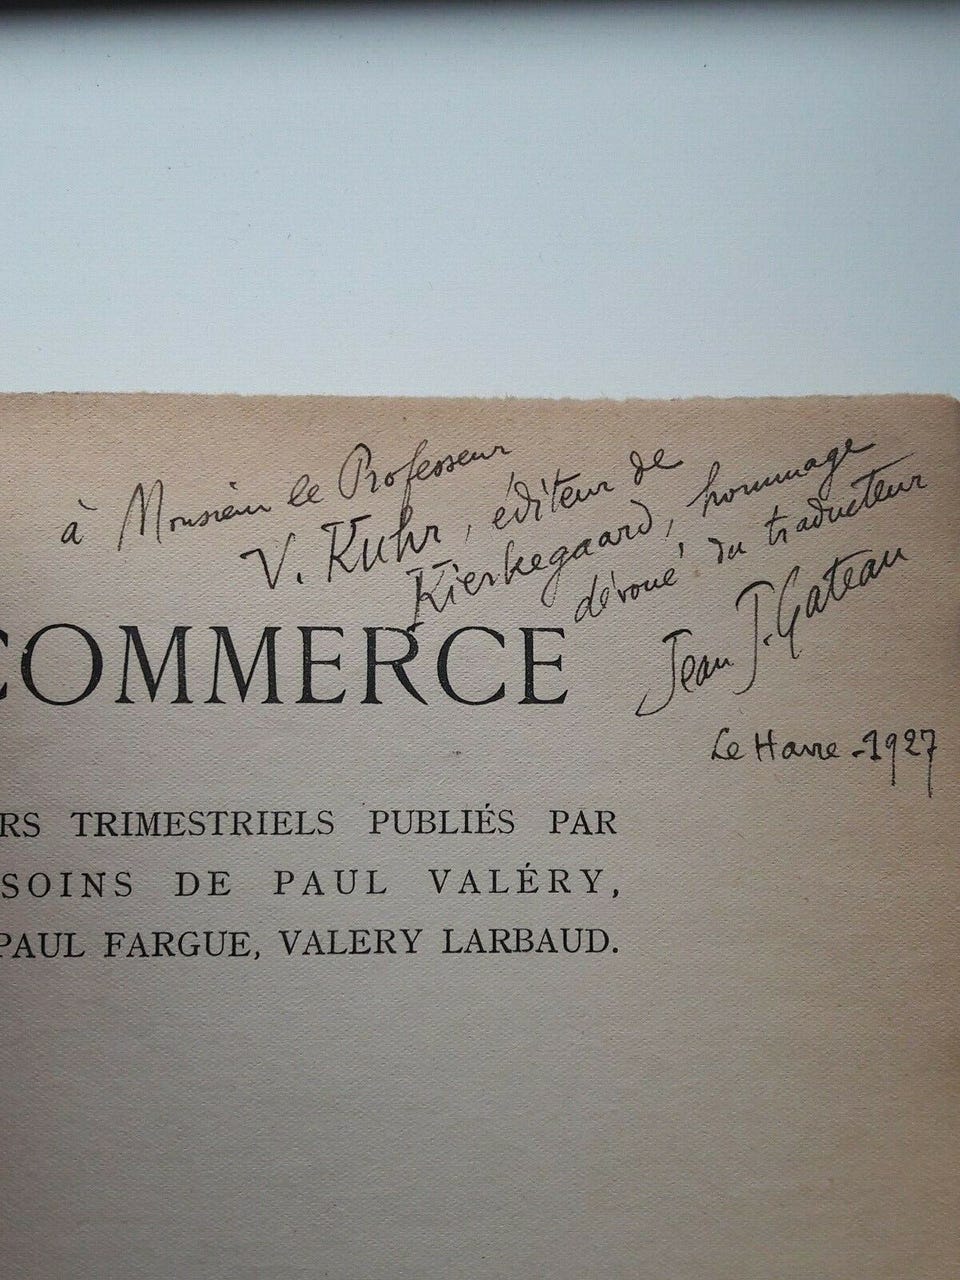 à Monsieur le Professeur
V. Kuhr, éditeur de
Kierkegaard, hommage
dévoué du traducteur
Jean J. Gateau
Le Havre - 1927
COMMERCE
RS TRIMESTRIELS PUBLIÉS PAR
SOINS DE PAUL VALÉRY,
PAUL FARGUE, VALERY LARBAUD.